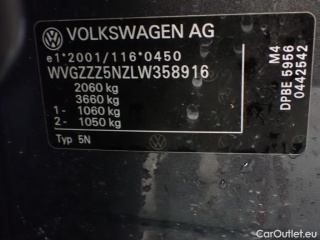 VOLKSWAGEN AG
e1*2001/116*0450
WVGZZZ5NZLW358916
2060 kg
3660 kg
1- 1060 kg
2- 1050 kg
Typ 5N
M4
DPBE 5956
0442542
CarOutlet.eu